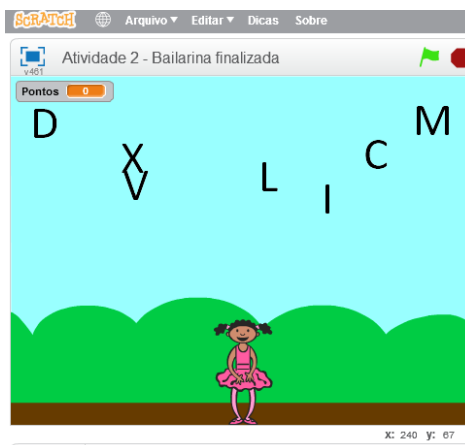 SCRATCH Arquivo Editar Dicas Sobre
v461 Atividade 2 - Bailarina finalizada
Pontos 0
D
M
X
C
V
L
I
x: 240 y: 67